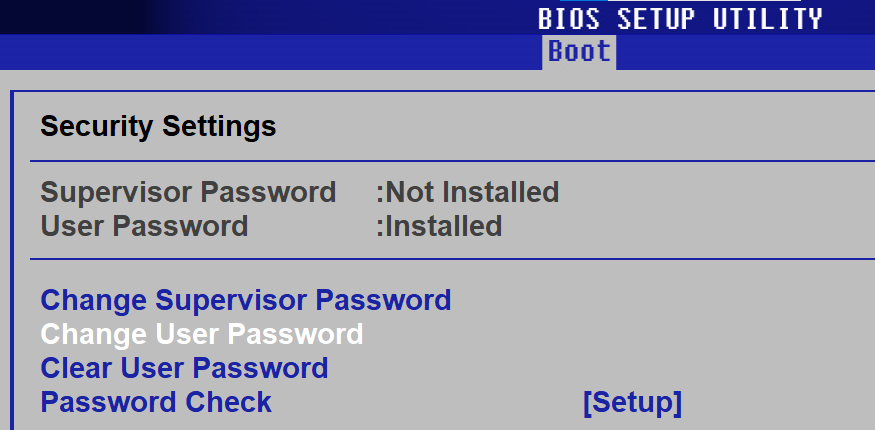 BIOS SETUP UTILITY
Boot
Security Settings
Supervisor Password :Not Installed
User Password :Installed
Change Supervisor Password
Change User Password
Clear User Password
Password Check [Setup]